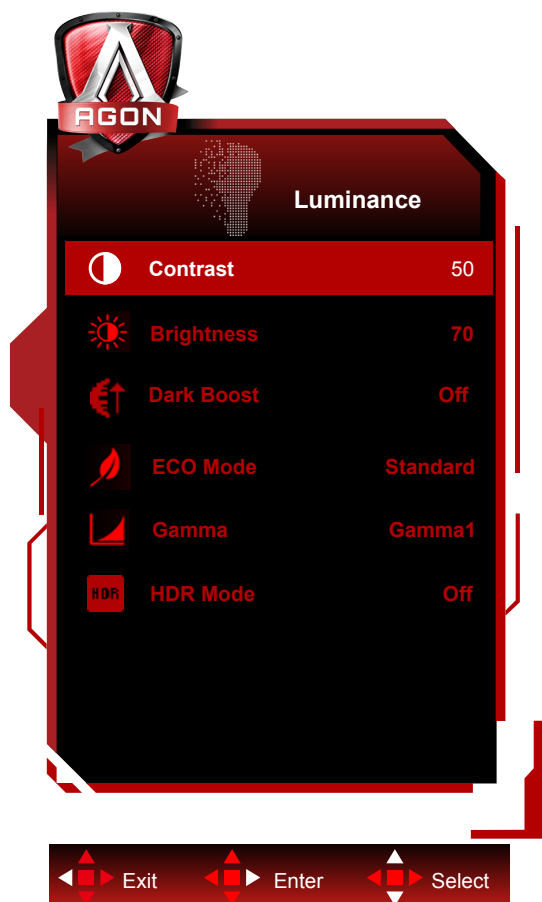 AGON
Luminance
Contrast 50
Brightness 70
Dark Boost Off
ECO Mode Standard
Gamma Gamma1
HDR HDR Mode Off
Exit Enter Select